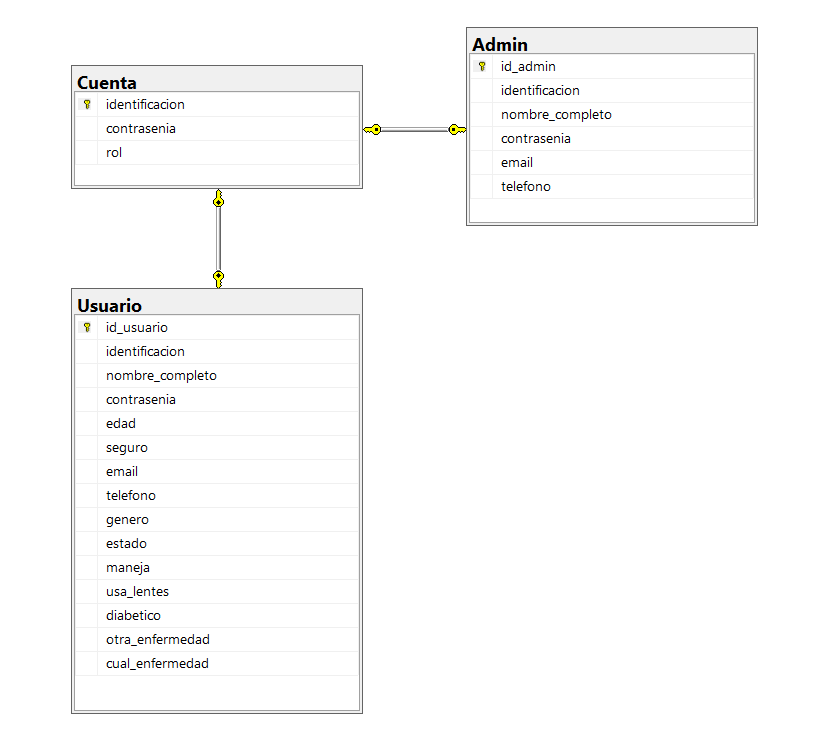 Cuenta
identificacion
contrasenia
rol
Admin
id_admin
identificacion
nombre_completo
contrasenia
email
telefono
Usuario
id_usuario
identificacion
nombre_completo
contrasenia
edad
seguro
email
telefono
genero
estado
maneja
usa_lentes
diabetico
otra_enfermedad
cual_enfermedad